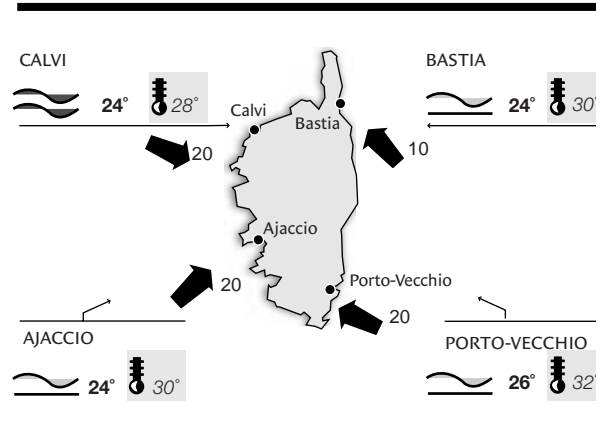 CALVI
24° 28°
20
BASTIA
24° 30°
10
Calvi
Bastia
Ajaccio
Porto-Vecchio
20
AJACCIO
24° 30°
20
PORTO-VECCHIO
26° 32°